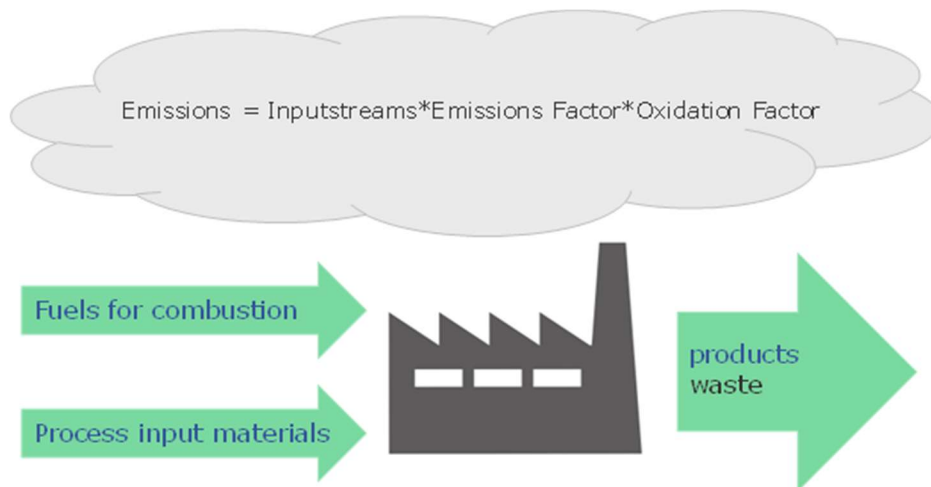 Emissions = Inputstreams*Emissions Factor*Oxidation Factor
Fuels for combustion
Process input materials
products
waste